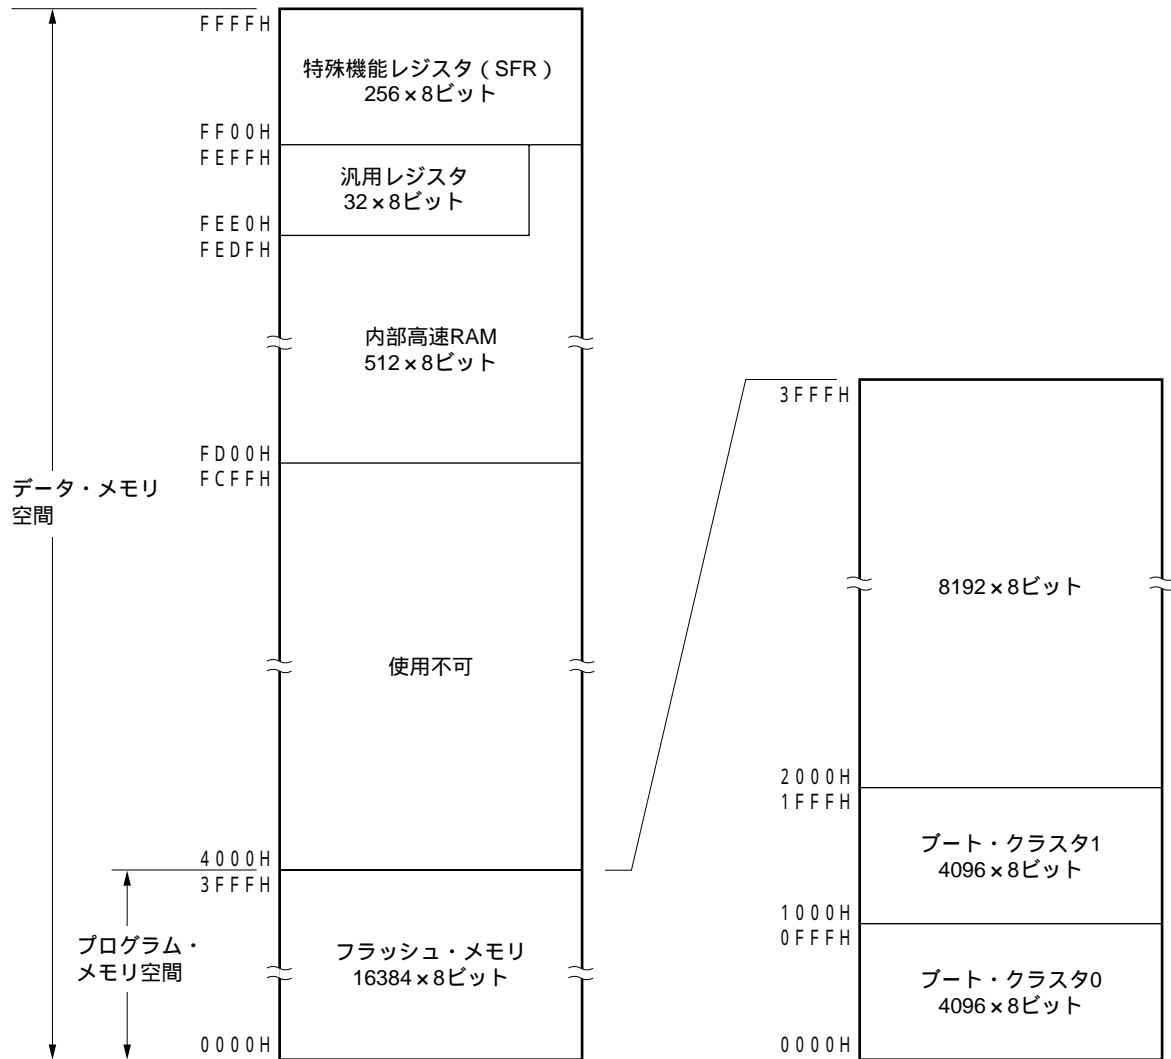 FFFFH
特殊機能レジスタ（SFR）
256×8ビット
FF00H
FEFFH
汎用レジスタ
32×8ビット
FEE0H
FEDFH
内部高速RAM
512×8ビット
FD00H
FCFFH
データ・メモリ
空間
使用不可
4000H
3FFFH
プログラム・
メモリ空間
フラッシュ・メモリ
16384×8ビット
0000H
3FFFH
8192×8ビット
2000H
1FFFH
ブート・クラスタ1
4096×8ビット
1000H
0FFFH
ブート・クラスタ0
4096×8ビット
0000H